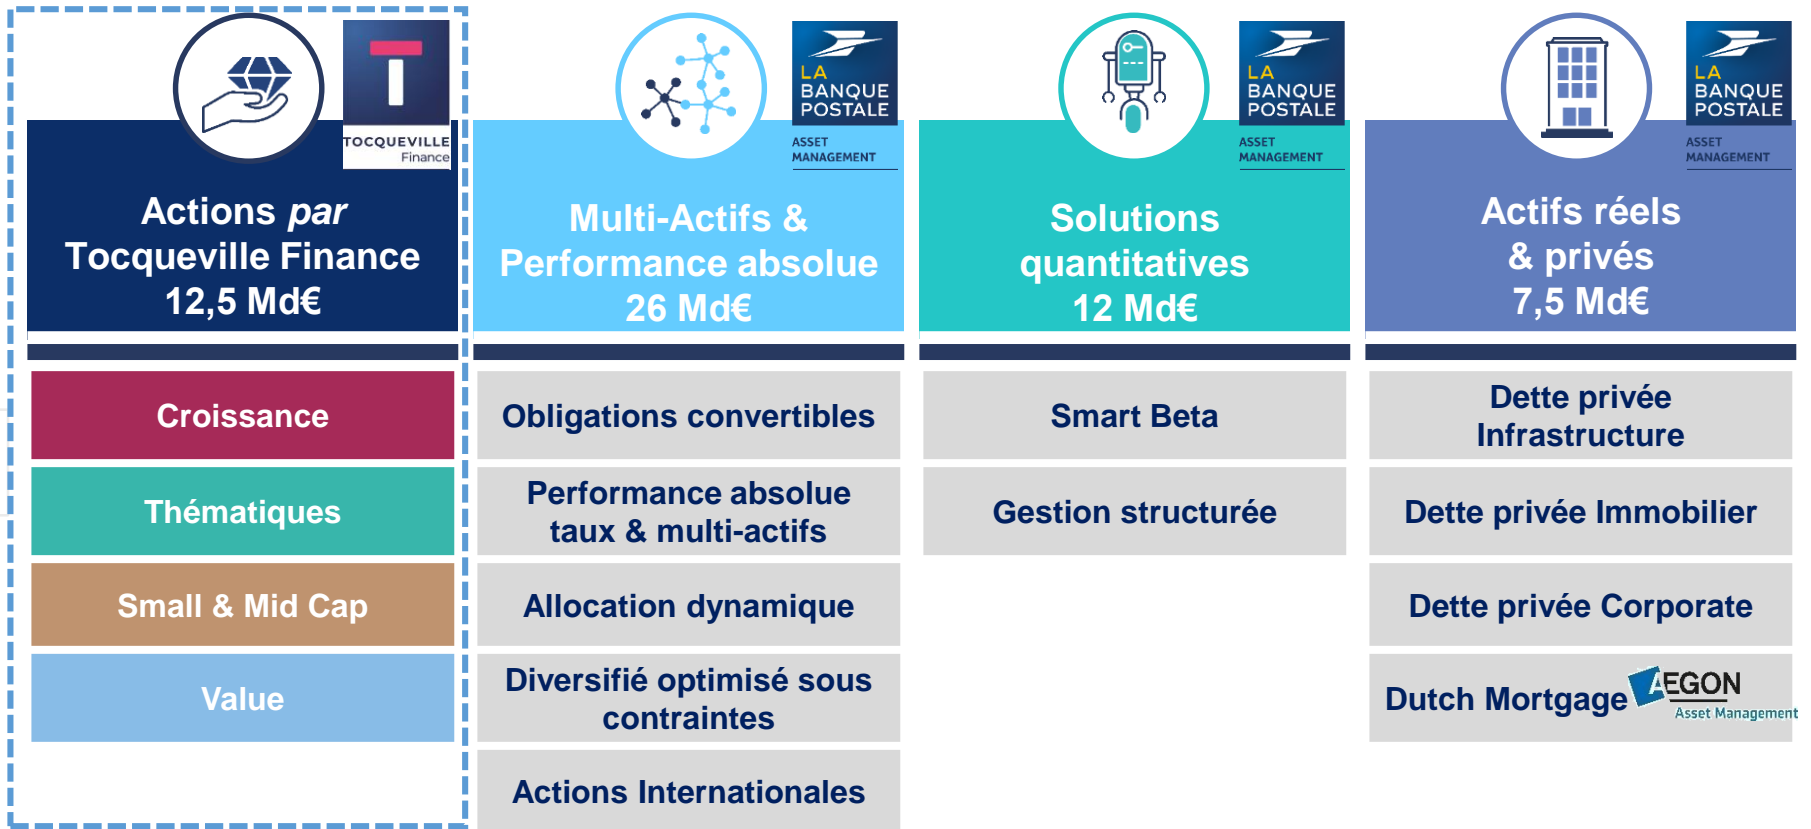 TOCQUEVILLE
Finance
Actions par
Tocqueville Finance
12,5 Md€
Croissance
Thématiques
Small & Mid Cap
Value
LA
BANQUE
POSTALE
ASSET
MANAGEMENT
Multi-Actifs &
Performance absolue
26 Md€
Obligations convertibles
Performance absolue
taux & multi-actifs
Allocation dynamique
Diversifié optimisé sous
contraintes
Actions Internationales
LA
BANQUE
POSTALE
ASSET
MANAGEMENT
Solutions
quantitatives
12 Md€
Smart Beta
Gestion structurée
LA
BANQUE
POSTALE
ASSET
MANAGEMENT
Actifs réels
& privés
7,5 Md€
Dette privée
Infrastructure
Dette privée Immobilier
Dette privée Corporate
Dutch Mortgage
AEGON
Asset Management